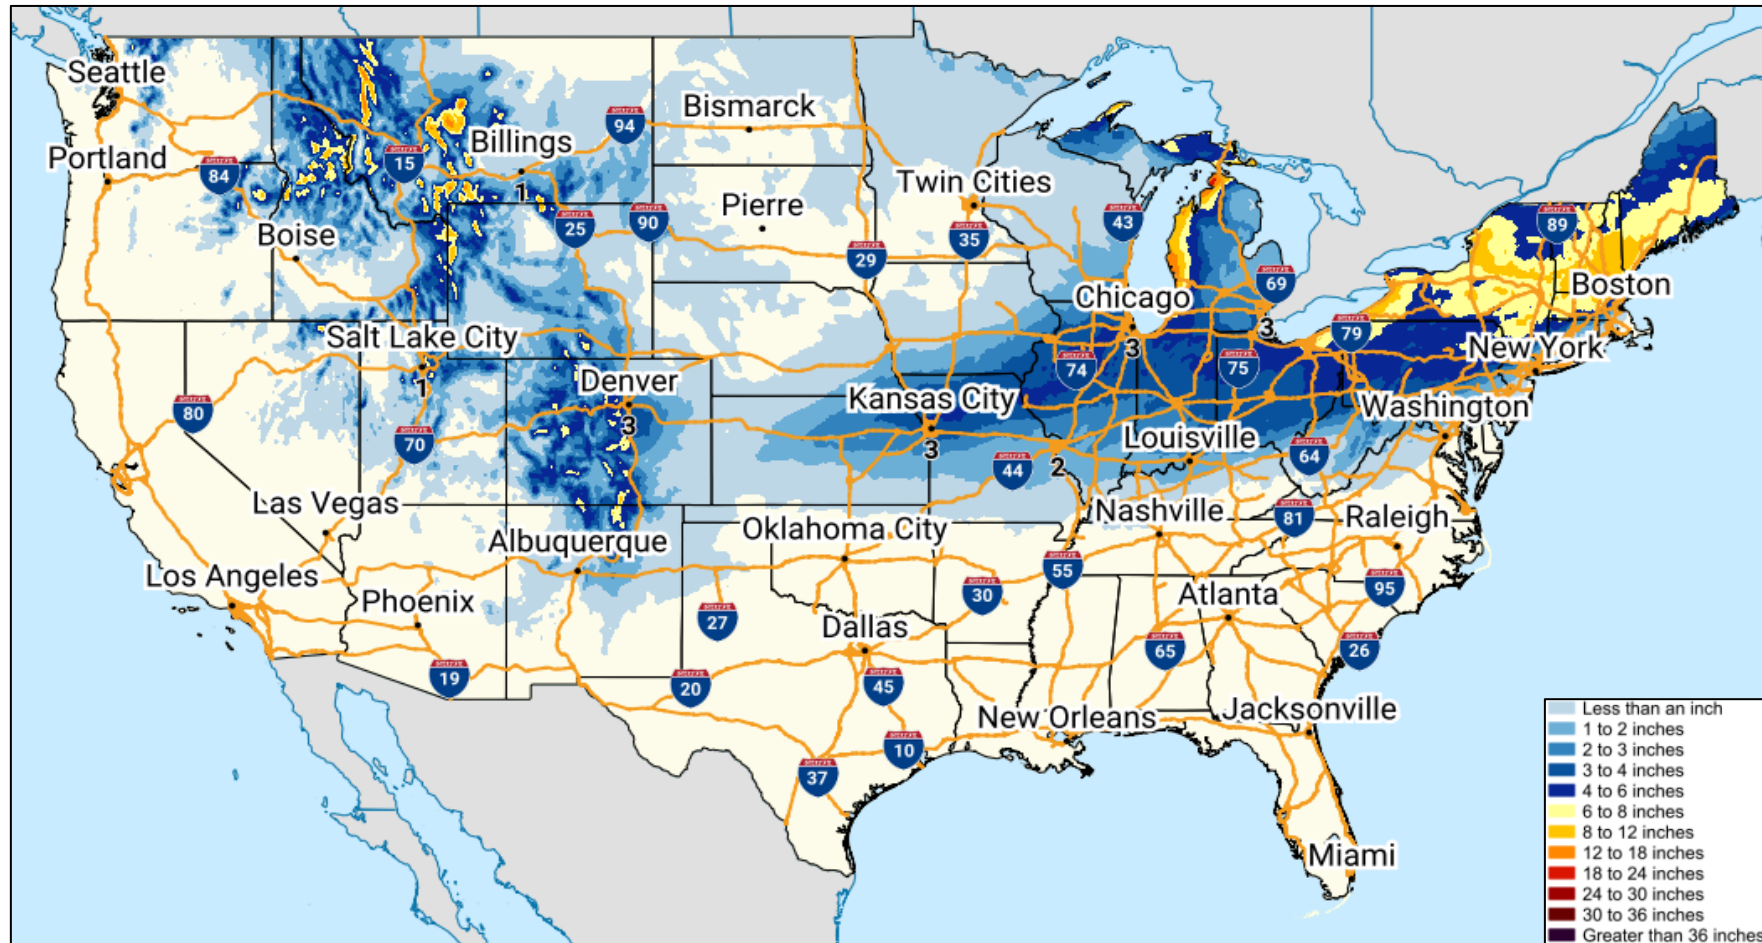 Seattle
Portland
84
15
Billings
1
94
Bismarck
Boise
25
90
Pierre
Twin Cities
35
29
43
89
Boston
69
Chicago
3
3
79
New York
Salt Lake City
1
80
70
Denver
3
Kansas City
3
74
75
Washington
Louisville
64
44
2
Las Vegas
Albuquerque
Oklahoma City
Nashville
81
Raleigh
Los Angeles
Phoenix
55
30
95
27
Dallas
Atlanta
65
26
19
20
45
New Orleans
Jacksonville
10
37
Miami
Less than an inch
1 to 2 inches
2 to 3 inches
3 to 4 inches
4 to 6 inches
6 to 8 inches
8 to 12 inches
12 to 18 inches
18 to 24 inches
24 to 30 inches
30 to 36 inches
Greater than 36 inches